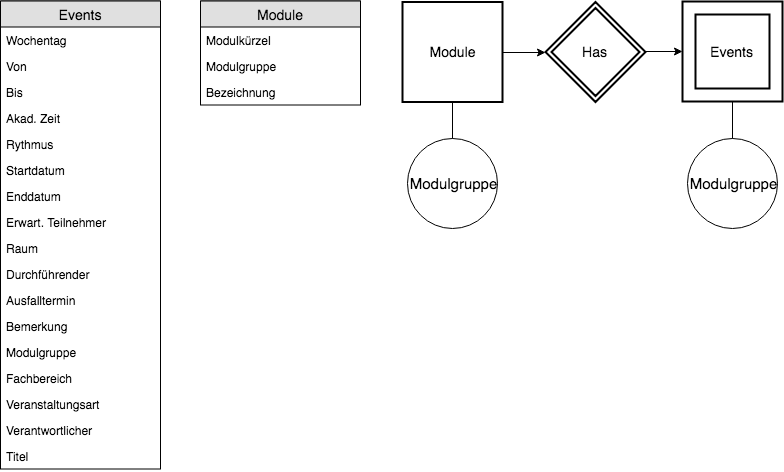 Events
Wochentag
Von
Bis
Akad. Zeit
Rythmus
Startdatum
Enddatum
Erwart. Teilnehmer
Raum
Durchführender
Ausfalltermin
Bemerkung
Modulgruppe
Fachbereich
Veranstaltungsart
Verantwortlicher
Titel
Module
Modulkürzel
Modulgruppe
Bezeichnung
Module
Has
Events
Modulgruppe
Modulgruppe